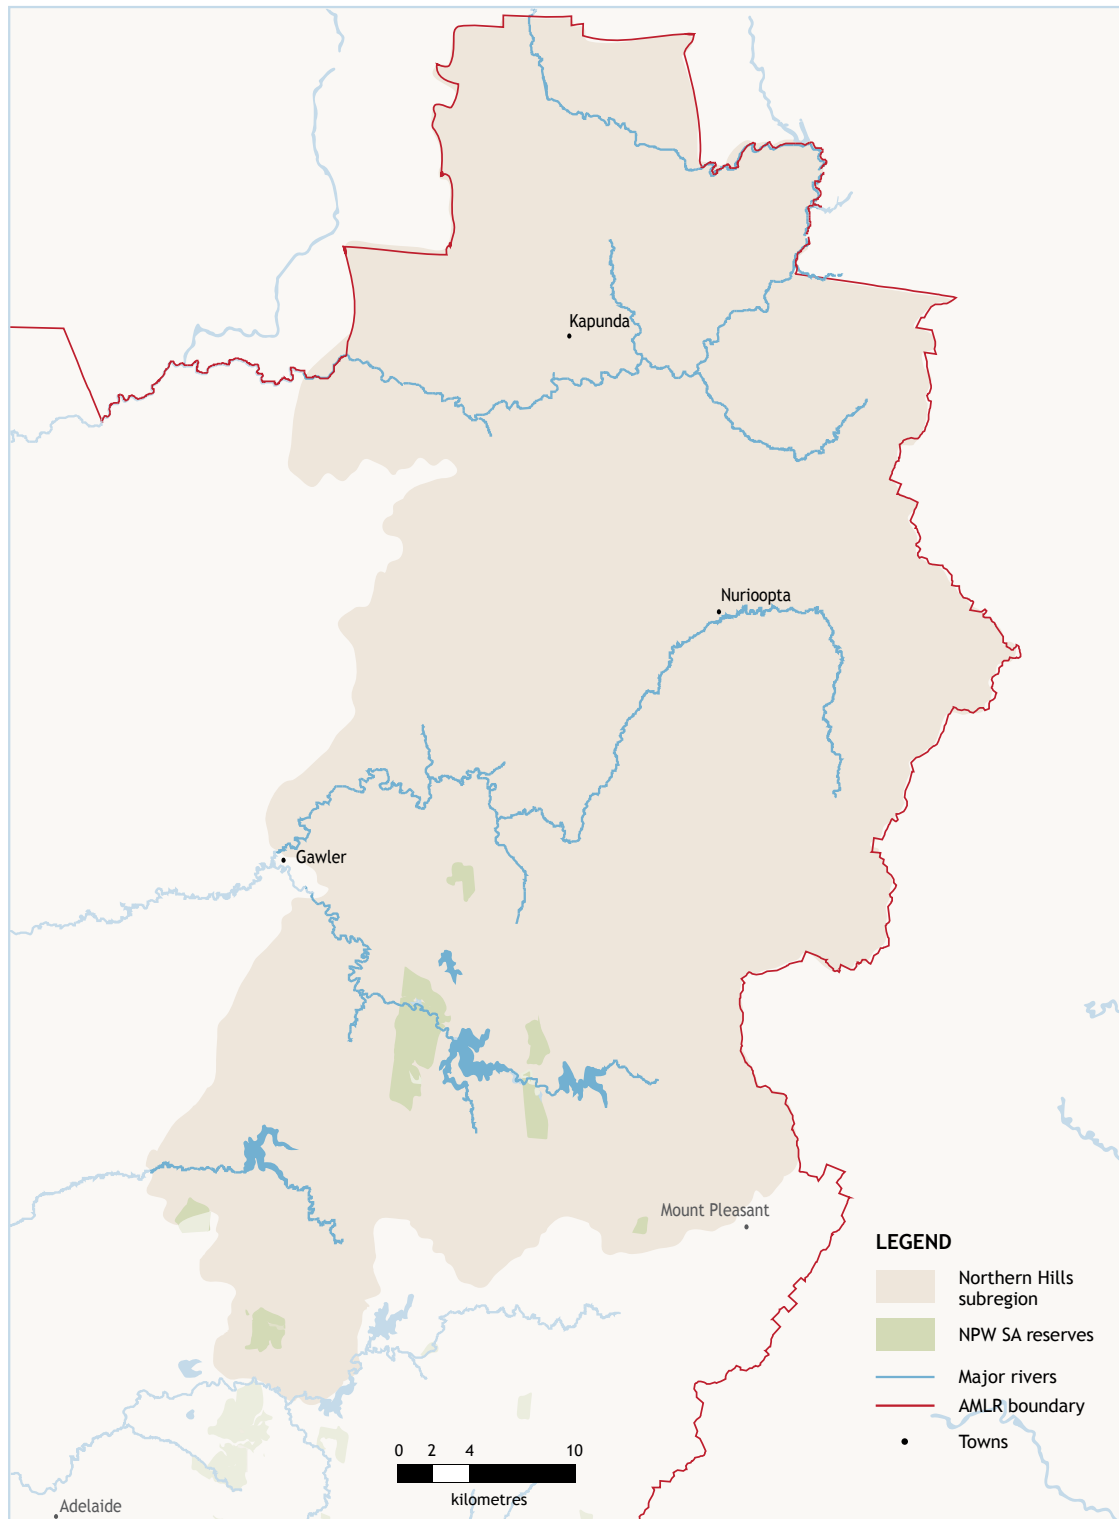 Kapunda
Nurioopta
Gawler
Mount Pleasant
LEGEND
Northern Hills
subregion
NPW SA reserves
Major rivers
AMLR boundary
Towns
0 2 4 10
kilometres
Adelaide